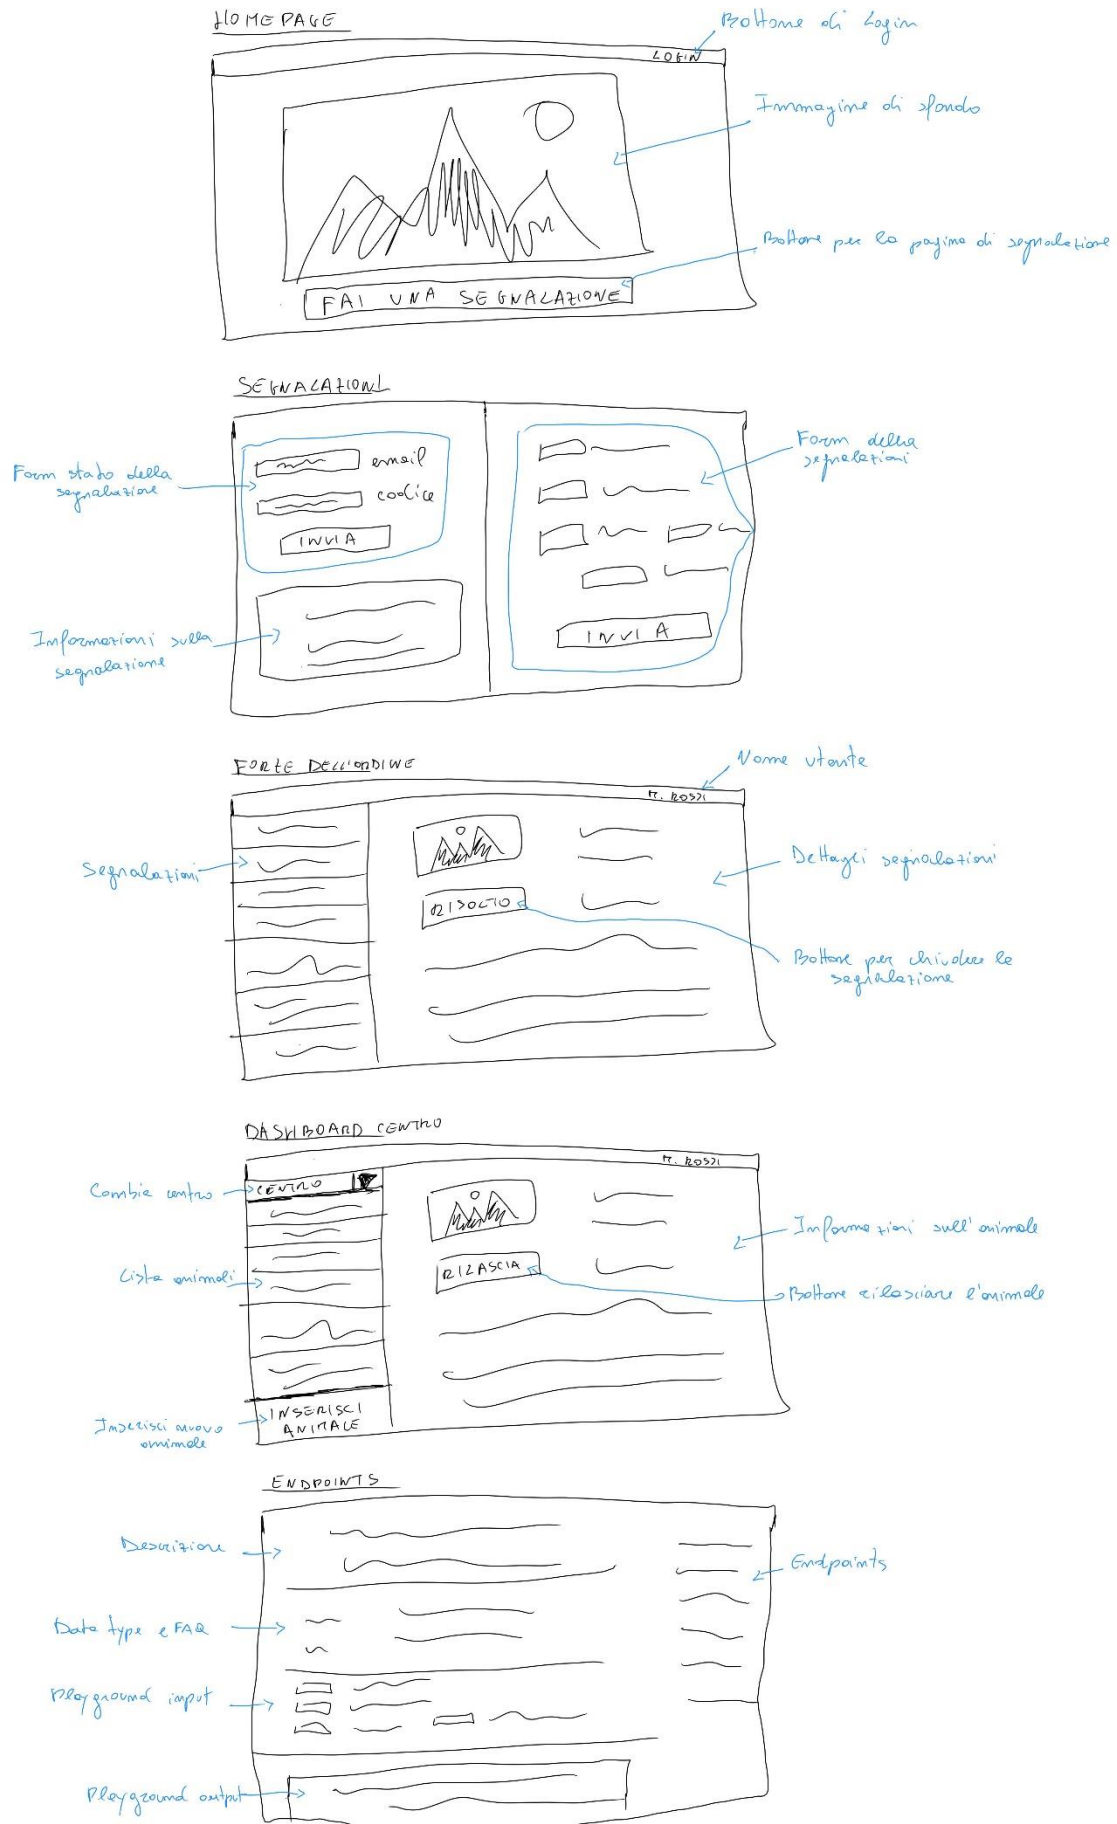 HOMEPAGE
Bottone di Login
LOGIN
Immagine di sfondo
Bottone per la pagina di segnalazione
FAI UNA SEGNALAZIONE
SEGNALAZIONI
Form stato della
segnalazione
email
codice
INVIA
Form della
segnalazioni
INVIA
Informazioni sulla
segnalazione
FORZE DELL'ORDINE
Nome utente
M. ROSSI
Segnalazioni
Dettagli segnalazioni
RISOLTO
Bottone per chiudere la
segnalazione
DASHBOARD CENTRO
M. ROSSI
Cambia centro
CENTRO
Informazioni sull'animale
Lista animali
RILASCIA
Bottone rilasciare l'animale
Inserisci nuovo
animale
INSERISCI
ANIMALE
ENDPOINTS
Descrizione
Endpoints
Data type e FAQ
Playground input
Playground output